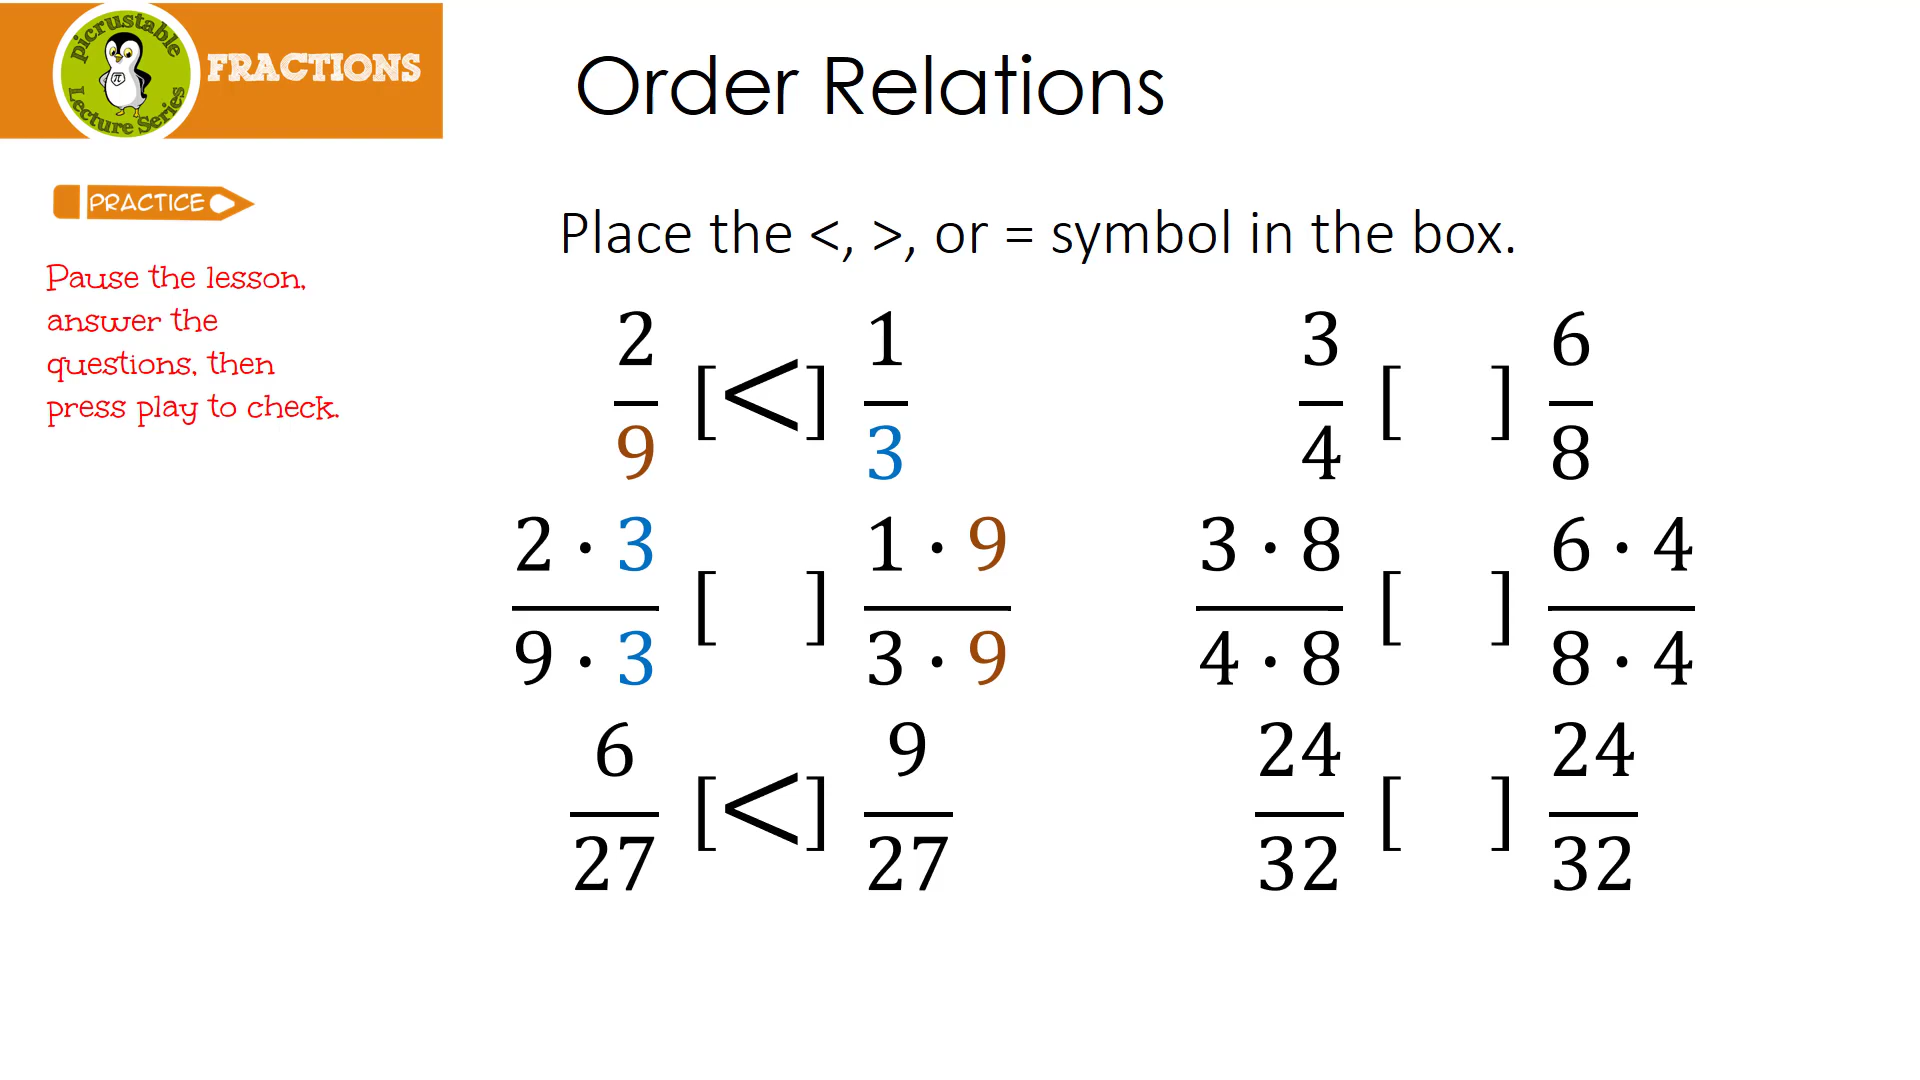 picrustable
Lecture Series
π
FRACTIONS
Order Relations
PRACTICE
Pause the lesson,
answer the
questions, then
press play to check.
Place the <, >, or = symbol in the box.
2/9 [<] 1/3
3/4 [ ] 6/8
2 · 3/9 · 3 [ ] 1 · 9/3 · 9
3 · 8/4 · 8 [ ] 6 · 4/8 · 4
6/27 [<] 9/27
24/32 [ ] 24/32